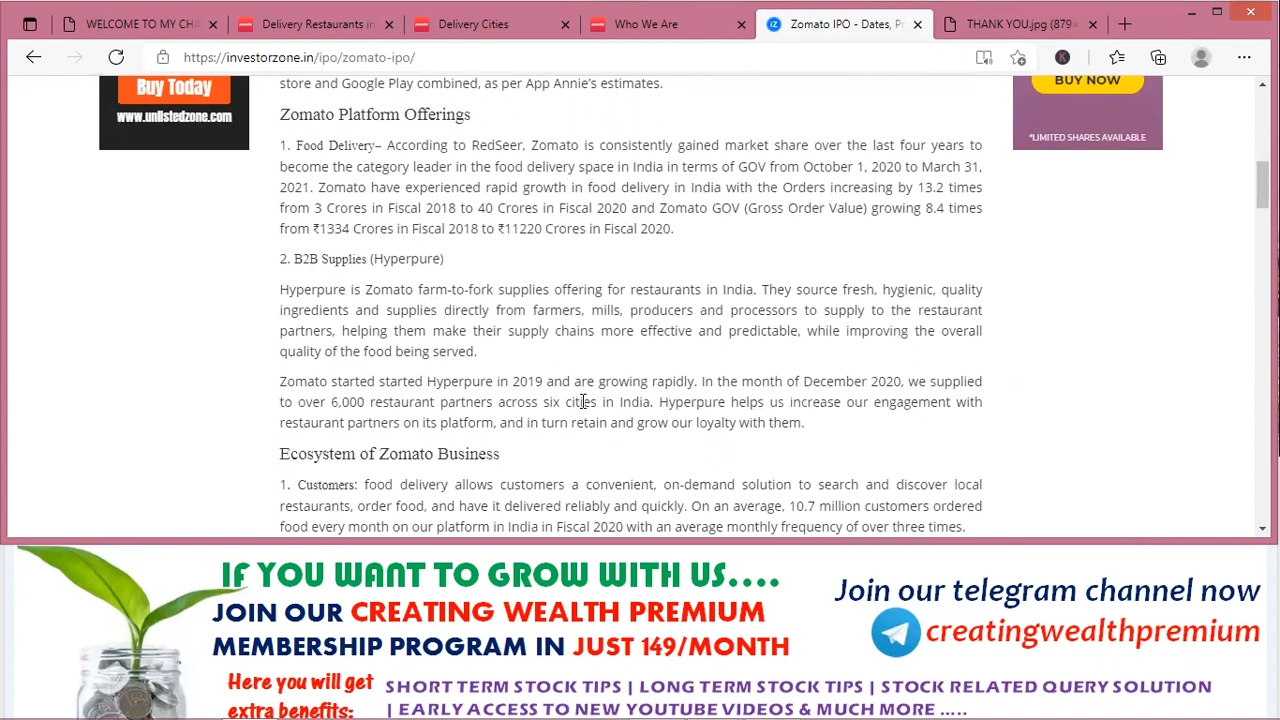 WELCOME TO MY CHA
Delivery Restaurants in
Delivery Cities
Who We Are
Zomato IPO - Dates, Pr
THANK YOU.jpg (879×
https://investorzone.in/ipo/zomato-ipo/
Buy Today
www.unlistedzone.com
BUY NOW
*LIMITED SHARES AVAILABLE
store and Google Play combined, as per App Annie's estimates.
Zomato Platform Offerings
1. Food Delivery– According to RedSeer, Zomato is consistently gained market share over the last four years to
become the category leader in the food delivery space in India in terms of GOV from October 1, 2020 to March 31,
2021. Zomato have experienced rapid growth in food delivery in India with the Orders increasing by 13.2 times
from 3 Crores in Fiscal 2018 to 40 Crores in Fiscal 2020 and Zomato GOV (Gross Order Value) growing 8.4 times
from ₹1334 Crores in Fiscal 2018 to ₹11220 Crores in Fiscal 2020.
2. B2B Supplies (Hyperpure)
Hyperpure is Zomato farm-to-fork supplies offering for restaurants in India. They source fresh, hygienic, quality
ingredients and supplies directly from farmers, mills, producers and processors to supply to the restaurant
partners, helping them make their supply chains more effective and predictable, while improving the overall
quality of the food being served.
Zomato started started Hyperpure in 2019 and are growing rapidly. In the month of December 2020, we supplied
to over 6,000 restaurant partners across six cities in India. Hyperpure helps us increase our engagement with
restaurant partners on its platform, and in turn retain and grow our loyalty with them.
Ecosystem of Zomato Business
1. Customers: food delivery allows customers a convenient, on-demand solution to search and discover local
restaurants, order food, and have it delivered reliably and quickly. On an average, 10.7 million customers ordered
food every month on our platform in India in Fiscal 2020 with an average monthly frequency of over three times.
IF YOU WANT TO GROW WITH US....
JOIN OUR CREATING WEALTH PREMIUM
MEMBERSHIP PROGRAM IN JUST 149/MONTH
Join our telegram channel now
creatingwealthpremium
Here you will get
extra benefits:
SHORT TERM STOCK TIPS | LONG TERM STOCK TIPS | STOCK RELATED QUERY SOLUTION
| EARLY ACCESS TO NEW YOUTUBE VIDEOS & MUCH MORE .....